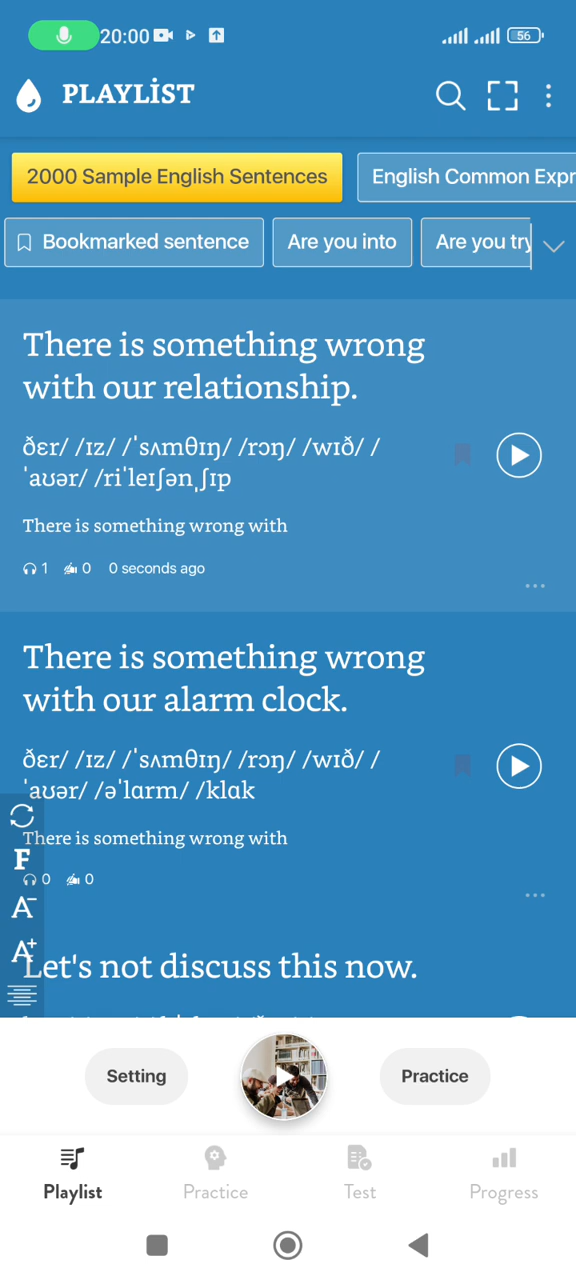 20:00
56
PLAYLİST
2000 Sample English Sentences
English Common Expr
Bookmarked sentence
Are you into
Are you try
There is something wrong
with our relationship.
ðɛr/ /ɪz/ /ˈsʌmθɪŋ/ /rɔŋ/ /wɪð/ /
ˈaʊər/ /riˈleɪʃənˌʃɪp
There is something wrong with
1 0 0 seconds ago
There is something wrong
with our alarm clock.
ðɛr/ /ɪz/ /ˈsʌmθɪŋ/ /rɔŋ/ /wɪð/ /
ˈaʊər/ /əˈlɑrm/ /klɑk
There is something wrong with
F
0 0
A-
A+
Let's not discuss this now.
Setting
Practice
Playlist
Practice
Test
Progress